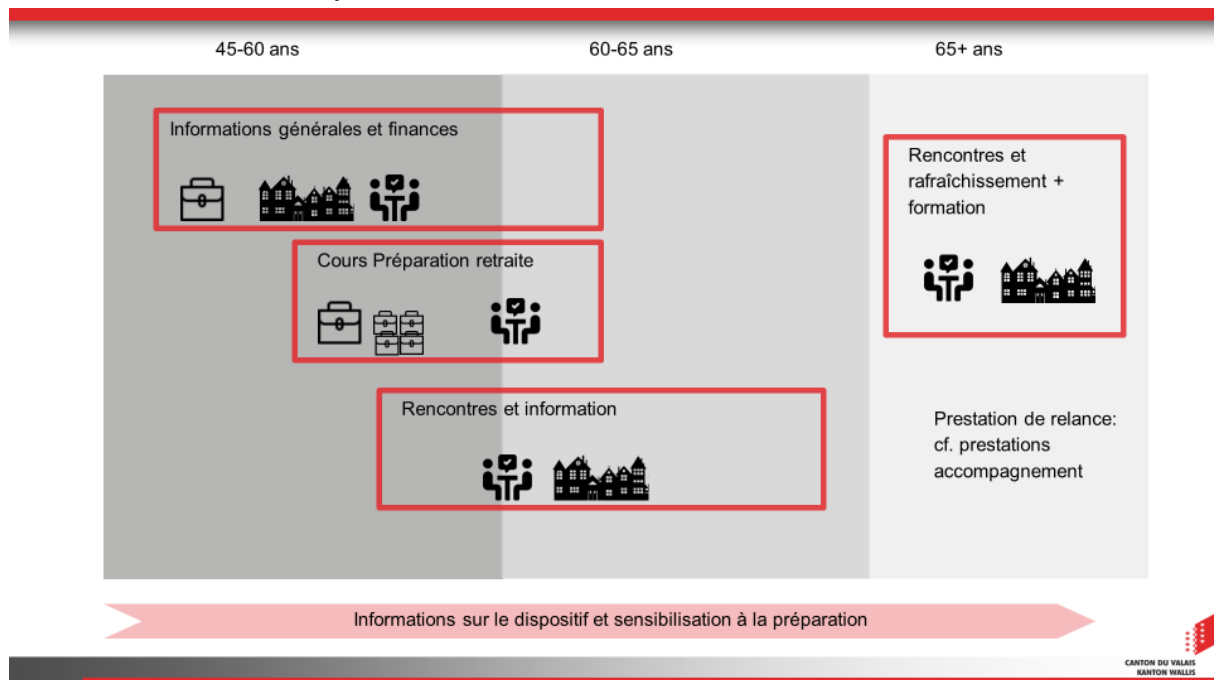 45-60 ans
60-65 ans
65+ ans
Informations générales et finances
Cours Préparation retraite
Rencontres et information
Rencontres et
rafraîchissement +
formation
Prestation de relance:
cf. prestations
accompagnement
Informations sur le dispositif et sensibilisation à la préparation
CANTON DU VALAIS
KANTON WALLIS